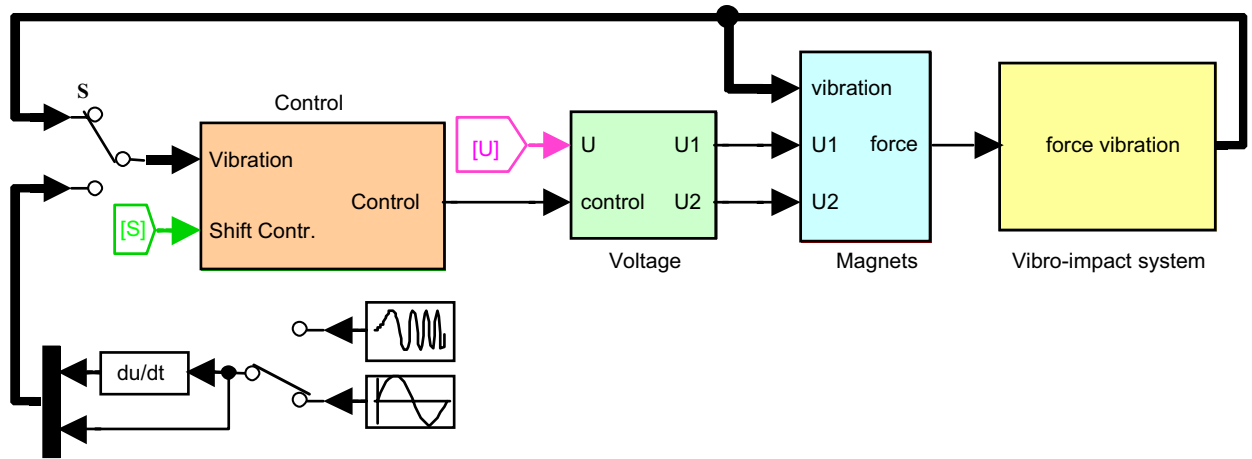 S
Control
Vibration
Control
[S]
Shift Contr.
[U]
U
U1
control
U2
Voltage
vibration
U1
force
U2
Magnets
force vibration
Vibro-impact system
du/dt